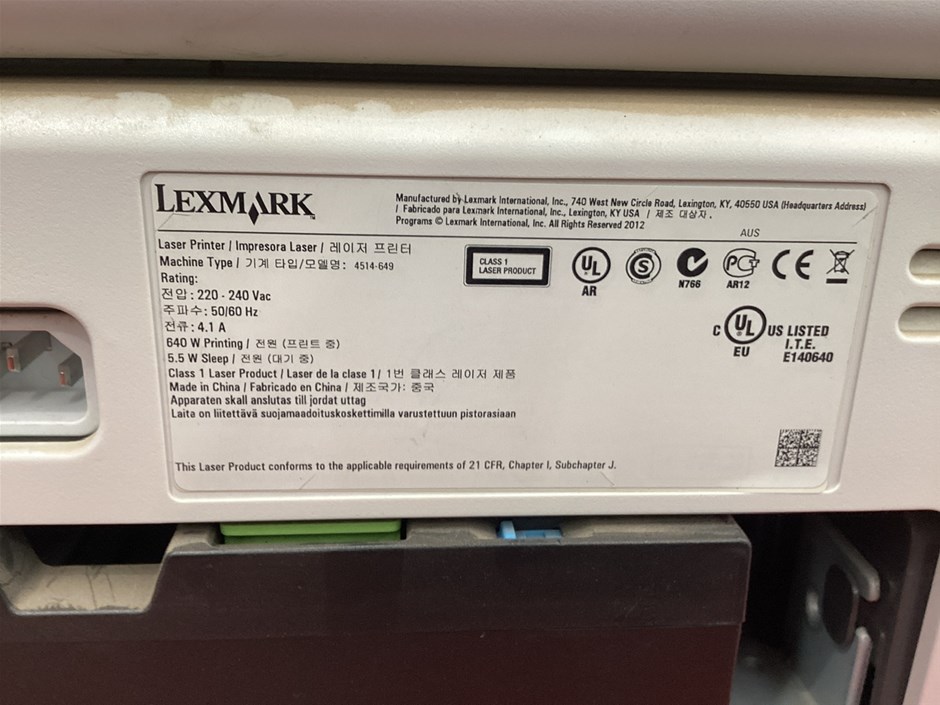 LEXMARK™
Manufactured by Lexmark International, Inc., 740 West New Circle Road, Lexington, KY, 40550 USA (Headquarters Address)
/ Fabricado para Lexmark International, Inc., Lexington, KY USA / 제조 대상자.
Programs © Lexmark International, Inc. All Rights Reserved 2012
AUS
Laser Printer / Impresora Laser / 레이저 프린터
Machine Type / 기계 타입/모델명: 4514-649
Rating:
전압: 220 - 240 Vac
주파수: 50/60 Hz
전류: 4.1 A
640 W Printing / 전원 (프린트 중)
5.5 W Sleep / 전원 (대기 중)
Class 1 Laser Product / Laser de la clase 1/ 1번 클래스 레이저 제품
Made in China / Fabricado en China / 제조국가: 중국
Apparaten skall anslutas till jordat uttag
Laita on liitettävä suojamaadoituskoskettimilla varustettuun pistorasiaan
CLASS 1
LASER PRODUCT
UL
AR
S
N766
PCT
AR12
CE
C UL US LISTED
EU
I.T.E.
E140640
This Laser Product conforms to the applicable requirements of 21 CFR, Chapter I, Subchapter J.